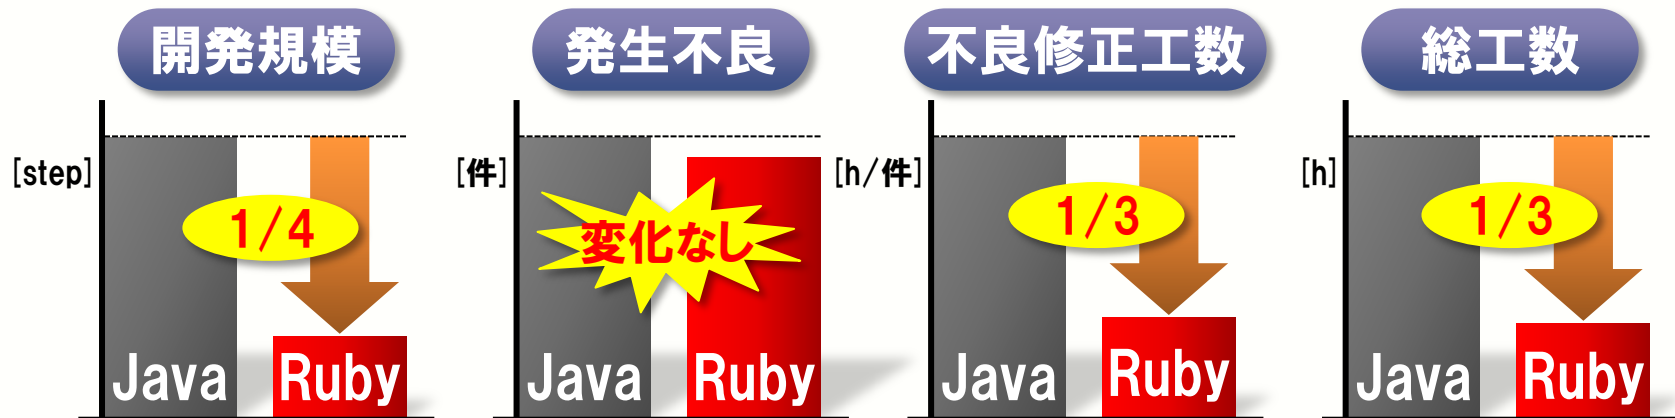 開発規模
発生不良
不良修正工数
総工数
[step]
1/4
Java
Ruby
[件]
変化なし
Java
Ruby
[h/件]
1/3
Java
Ruby
[h]
1/3
Java
Ruby